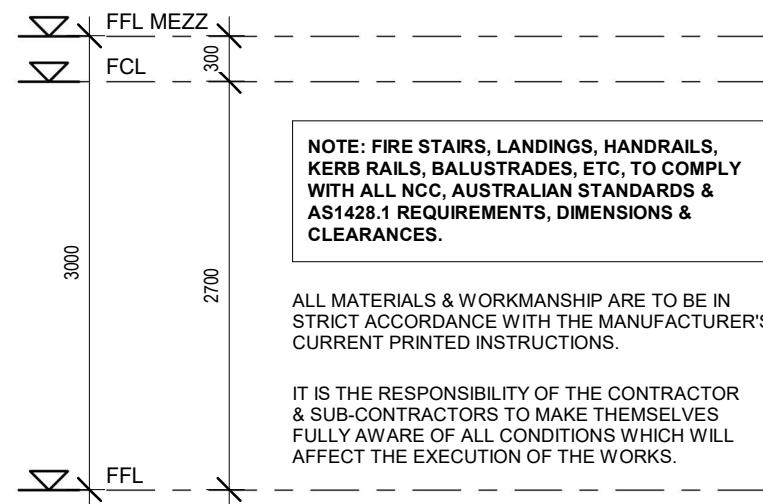 FFL MEZZ
300
FCL
NOTE: FIRE STAIRS, LANDINGS, HANDRAILS,
KERB RAILS, BALUSTRADES, ETC, TO COMPLY
WITH ALL NCC, AUSTRALIAN STANDARDS &
AS1428.1 REQUIREMENTS, DIMENSIONS &
CLEARANCES.
3000
2700
ALL MATERIALS & WORKMANSHIP ARE TO BE IN
STRICT ACCORDANCE WITH THE MANUFACTURER'S
CURRENT PRINTED INSTRUCTIONS.
IT IS THE RESPONSIBILITY OF THE CONTRACTOR
& SUB-CONTRACTORS TO MAKE THEMSELVES
FULLY AWARE OF ALL CONDITIONS WHICH WILL
AFFECT THE EXECUTION OF THE WORKS.
FFL